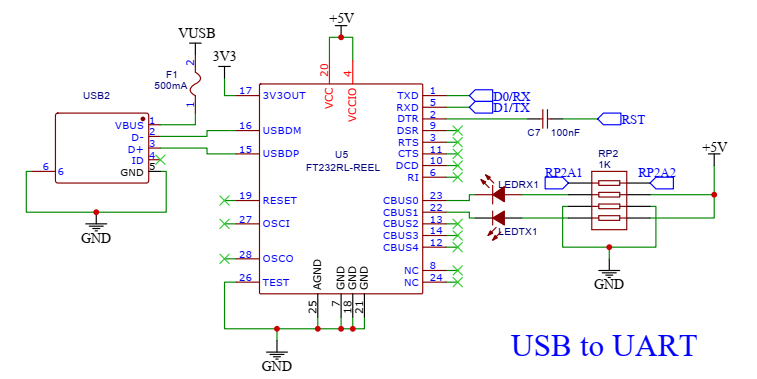 +5V
VUSB
3V3
F1
500mA
2
1
USB2
VBUS 1
D- 2
D+ 3
ID 4
GND 5
6 6
GND
20
VCC
4
VCCIO
17 3V3OUT
16 USBDM
15 USBDP
19 RESET
27 OSCI
28 OSCO
26 TEST
U5
FT232RL-REEL
TXD 1
RXD 5
DTR 2
DSR 9
RTS 3
CTS 11
DCD 10
RI 6
CBUS0 23
CBUS1 22
CBUS2 13
CBUS3 14
CBUS4 12
NC 8
NC 24
AGND
25
GND
7
GND
18
GND
21
GND
D0/RX
D1/TX
C7 100nF
RST
LEDRX1
LEDTX1
RP2
1K
RP2A1
RP2A2
+5V
GND
USB to UART